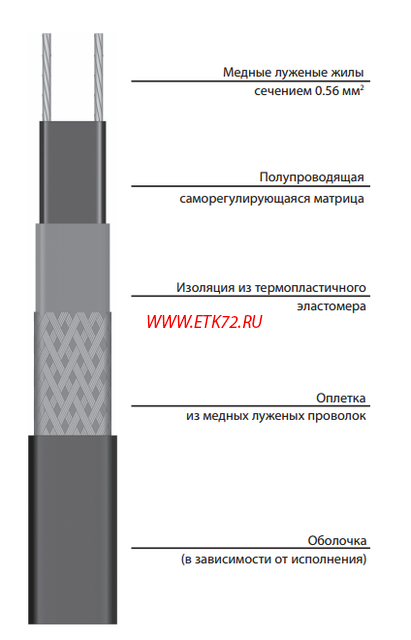 Медные луженые жилы
сечением 0.56 мм²
Полупроводящая
саморегулирующаяся матрица
Изоляция из термопластичного
эластомера
WWW.ETK72.RU
Оплетка
из медных луженых проволок
Оболочка
(в зависимости от исполнения)